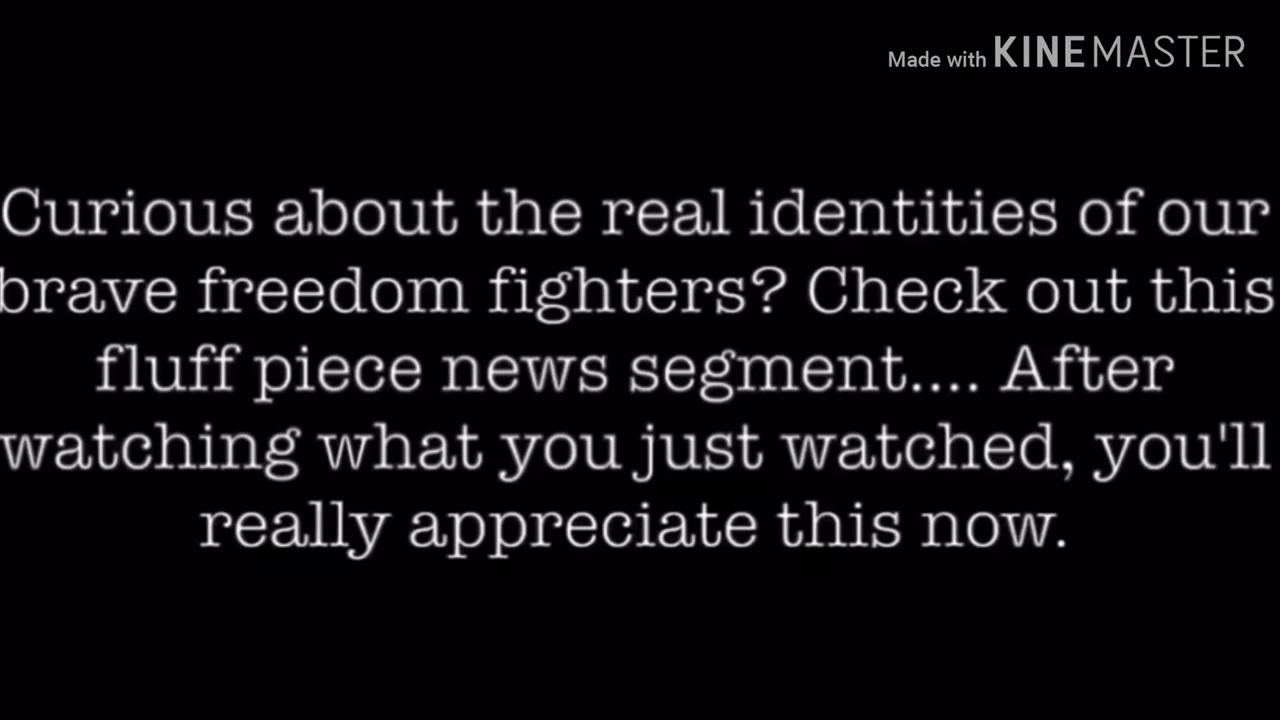 Made with KINEMASTER
Curious about the real identities of our
brave freedom fighters? Check out this
fluff piece news segment.... After
watching what you just watched, you'll
really appreciate this now.